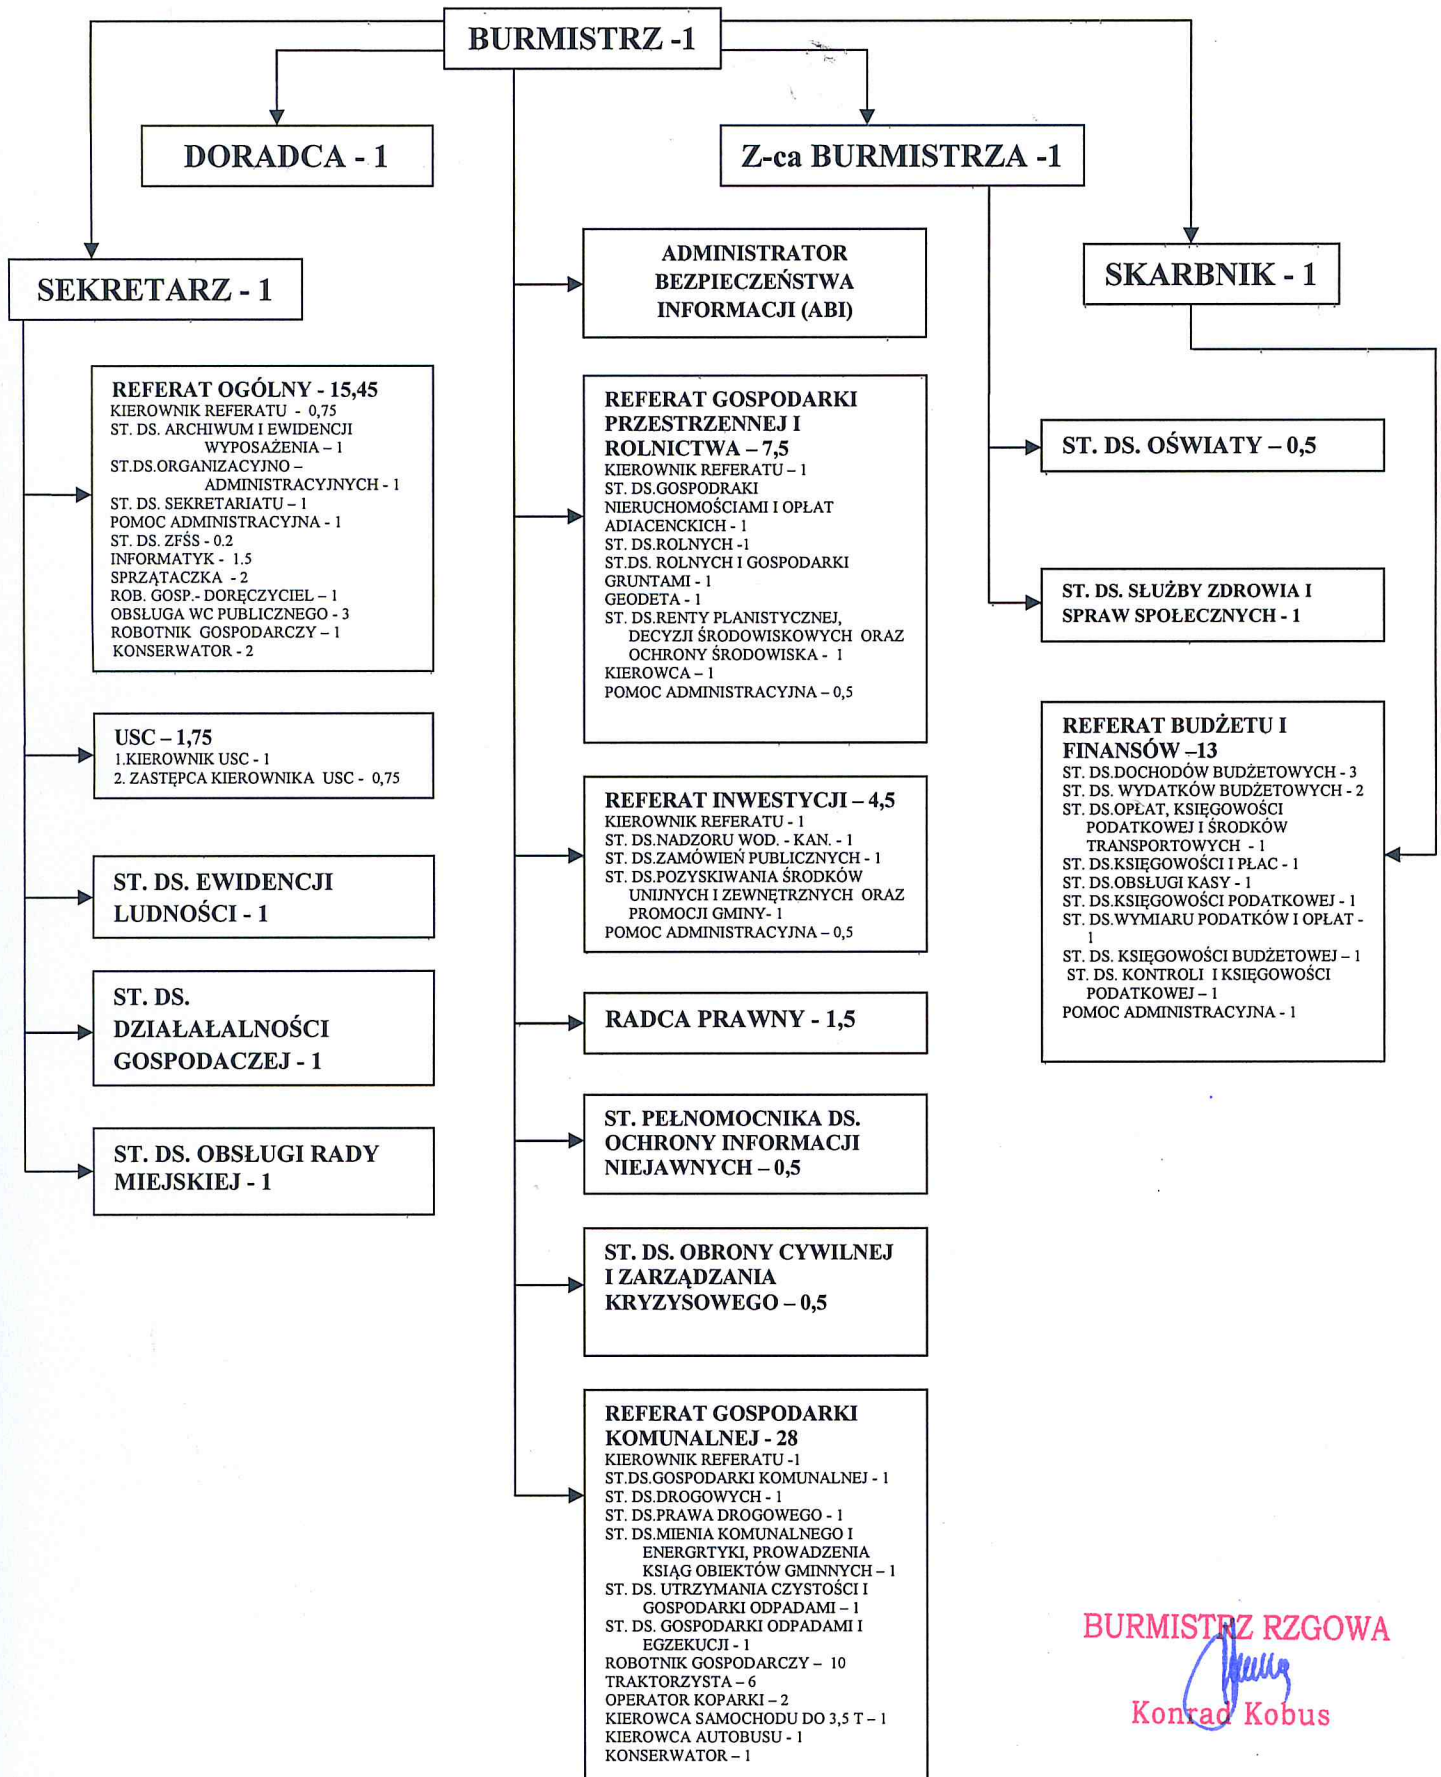 BURMISTRZ -1
DORADCA - 1
Z-ca BURMISTRZA -1
SEKRETARZ - 1
ADMINISTRATOR
BEZPIECZEŃSTWA
INFORMACJI (ABI)
SKARBNIK - 1
REFERAT OGÓLNY - 15,45
KIEROWNIK REFERATU - 0,75
ST. DS. ARCHIWUM I EWIDENCJI
WYPOSAŻENIA – 1
ST.DS.ORGANIZACYJNO –
ADMINISTRACYJNYCH - 1
ST. DS. SEKRETARIATU – 1
POMOC ADMINISTRACYJNA - 1
ST. DS. ZFŚS - 0.2
INFORMATYK - 1.5
SPRZĄTACZKA - 2
ROB. GOSP.- DORĘCZYCIEL – 1
OBSŁUGA WC PUBLICZNEGO - 3
ROBOTNIK GOSPODARCZY – 1
KONSERWATOR - 2
USC – 1,75
1.KIEROWNIK USC - 1
2. ZASTĘPCA KIEROWNIKA USC - 0,75
ST. DS. EWIDENCJI
LUDNOŚCI - 1
ST. DS.
DZIAŁAŁALNOŚCI
GOSPODACZEJ - 1
ST. DS. OBSŁUGI RADY
MIEJSKIEJ - 1
REFERAT GOSPODARKI
PRZESTRZENNEJ I
ROLNICTWA – 7,5
KIEROWNIK REFERATU – 1
ST. DS.GOSPODRAKI
NIERUCHOMOŚCIAMI I OPŁAT
ADIACENCKICH - 1
ST. DS.ROLNYCH -1
ST.DS. ROLNYCH I GOSPODARKI
GRUNTAMI - 1
GEODETA - 1
ST. DS.RENTY PLANISTYCZNEJ,
DECYZJI ŚRODOWISKOWYCH ORAZ
OCHRONY ŚRODOWISKA - 1
KIEROWCA – 1
POMOC ADMINISTRACYJNA – 0,5
REFERAT INWESTYCJI – 4,5
KIEROWNIK REFERATU - 1
ST. DS.NADZORU WOD. - KAN. - 1
ST. DS.ZAMÓWIEŃ PUBLICZNYCH - 1
ST. DS.POZYSKIWANIA ŚRODKÓW
UNIJNYCH I ZEWNĘTRZNYCH ORAZ
PROMOCJI GMINY- 1
POMOC ADMINISTRACYJNA – 0,5
RADCA PRAWNY - 1,5
ST. PEŁNOMOCNIKA DS.
OCHRONY INFORMACJI
NIEJAWNYCH – 0,5
ST. DS. OBRONY CYWILNEJ
I ZARZĄDZANIA
KRYZYSOWEGO – 0,5
REFERAT GOSPODARKI
KOMUNALNEJ - 28
KIEROWNIK REFERATU -1
ST.DS.GOSPODARKI KOMUNALNEJ - 1
ST. DS.DROGOWYCH - 1
ST. DS.PRAWA DROGOWEGO - 1
ST. DS.MIENIA KOMUNALNEGO I
ENERGRTYKI, PROWADZENIA
KSIĄG OBIEKTÓW GMINNYCH – 1
ST. DS. UTRZYMANIA CZYSTOŚCI I
GOSPODARKI ODPADAMI – 1
ST. DS. GOSPODARKI ODPADAMI I
EGZEKUCJI - 1
ROBOTNIK GOSPODARCZY – 10
TRAKTORZYSTA – 6
OPERATOR KOPARKI – 2
KIEROWCA SAMOCHODU DO 3,5 T – 1
KIEROWCA AUTOBUSU - 1
KONSERWATOR – 1
ST. DS. OŚWIATY – 0,5
ST. DS. SŁUŻBY ZDROWIA I
SPRAW SPOŁECZNYCH - 1
REFERAT BUDŻETU I
FINANSÓW –13
ST. DS.DOCHODÓW BUDŻETOWYCH - 3
ST. DS. WYDATKÓW BUDŻETOWYCH - 2
ST. DS.OPŁAT, KSIĘGOWOŚCI
PODATKOWEJ I ŚRODKÓW
TRANSPORTOWYCH - 1
ST. DS.KSIĘGOWOŚCI I PŁAC - 1
ST. DS.OBSŁUGI KASY - 1
ST. DS.KSIĘGOWOŚCI PODATKOWEJ - 1
ST. DS.WYMIARU PODATKÓW I OPŁAT -
1
ST. DS. KSIĘGOWOŚCI BUDŻETOWEJ – 1
ST. DS. KONTROLI I KSIĘGOWOŚCI
PODATKOWEJ – 1
POMOC ADMINISTRACYJNA - 1
BURMISTRZ RZGOWA
Konrad Kobus